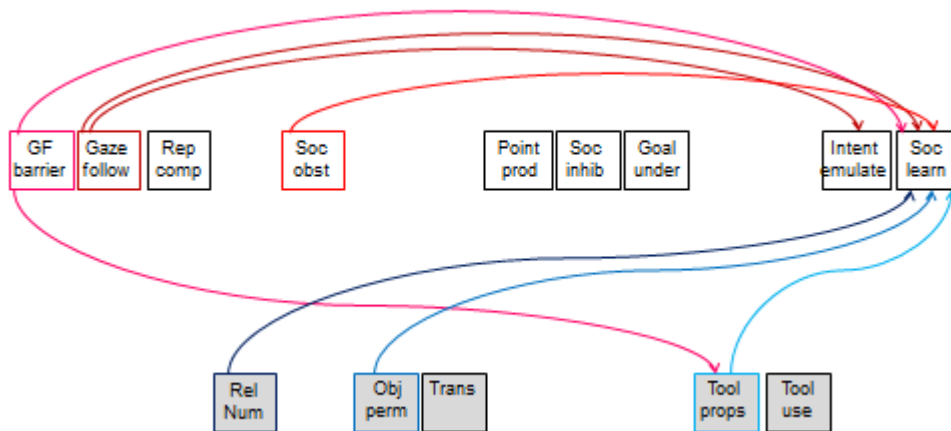 GF
barrier
Gaze
follow
Rep
comp
Soc
obst
Point
prod
Soc
inhib
Goal
under
Intent
emulate
Soc
learn
Rel
Num
Obj
perm
Trans
Tool
props
Tool
use